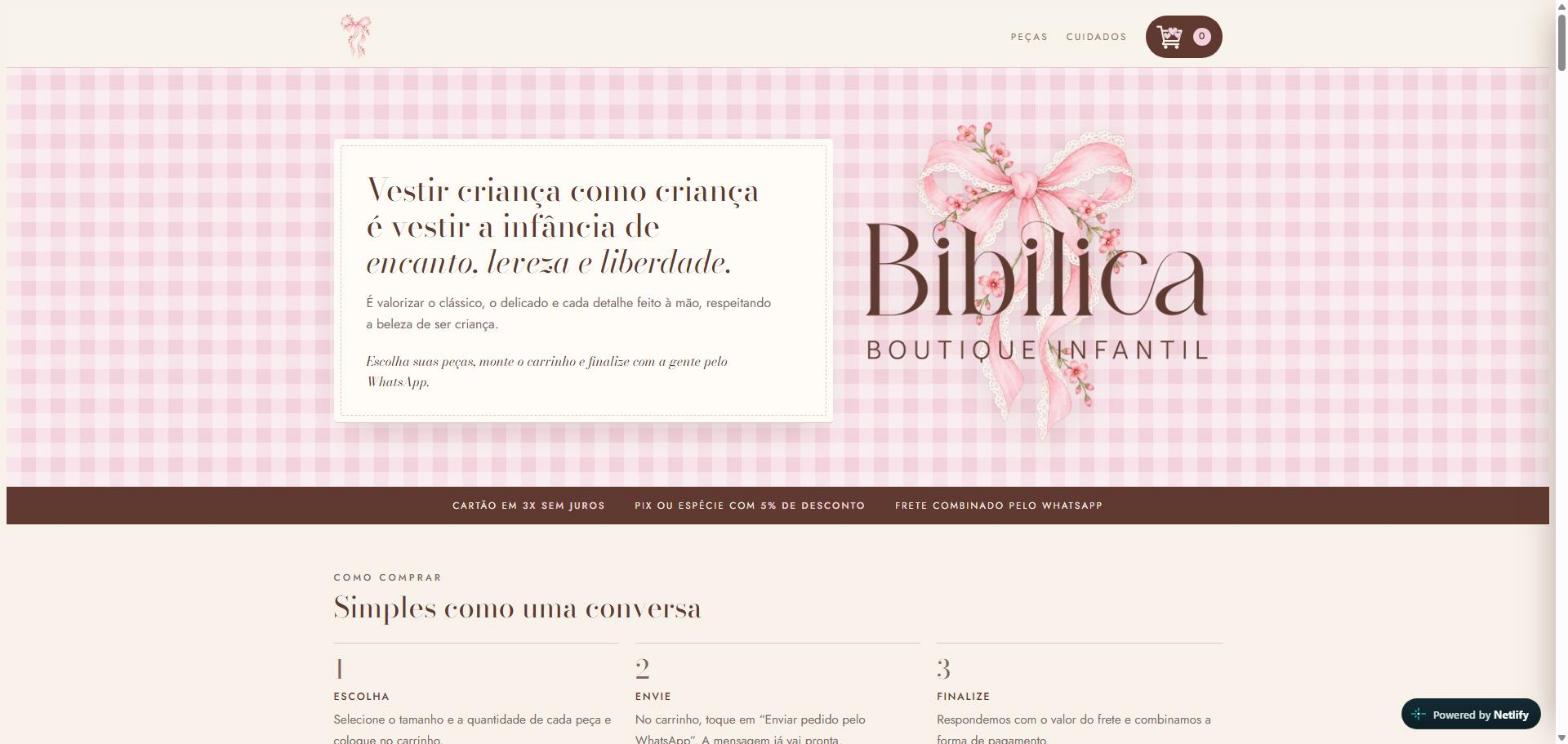 PEÇAS
CUIDADOS
0
Vestir criança como criança
é vestir a infância de
encanto, leveza e liberdade.
É valorizar o clássico, o delicado e cada detalhe feito à mão, respeitando
a beleza de ser criança.
Escolha suas peças, monte o carrinho e finalize com a gente pelo
WhatsApp.
Bibilica
BOUTIQUE INFANTIL
CARTÃO EM 3X SEM JUROS
PIX OU ESPÉCIE COM 5% DE DESCONTO
FRETE COMBINADO PELO WHATSAPP
COMO COMPRAR
Simples como uma conversa
1
ESCOLHA
Selecione o tamanho e a quantidade de cada peça e
coloque no carrinho.
2
ENVIE
No carrinho, toque em “Enviar pedido pelo
WhatsApp”. A mensagem já vai pronta.
3
FINALIZE
Respondemos com o valor do frete e combinamos a
forma de pagamento.
Powered by Netlify